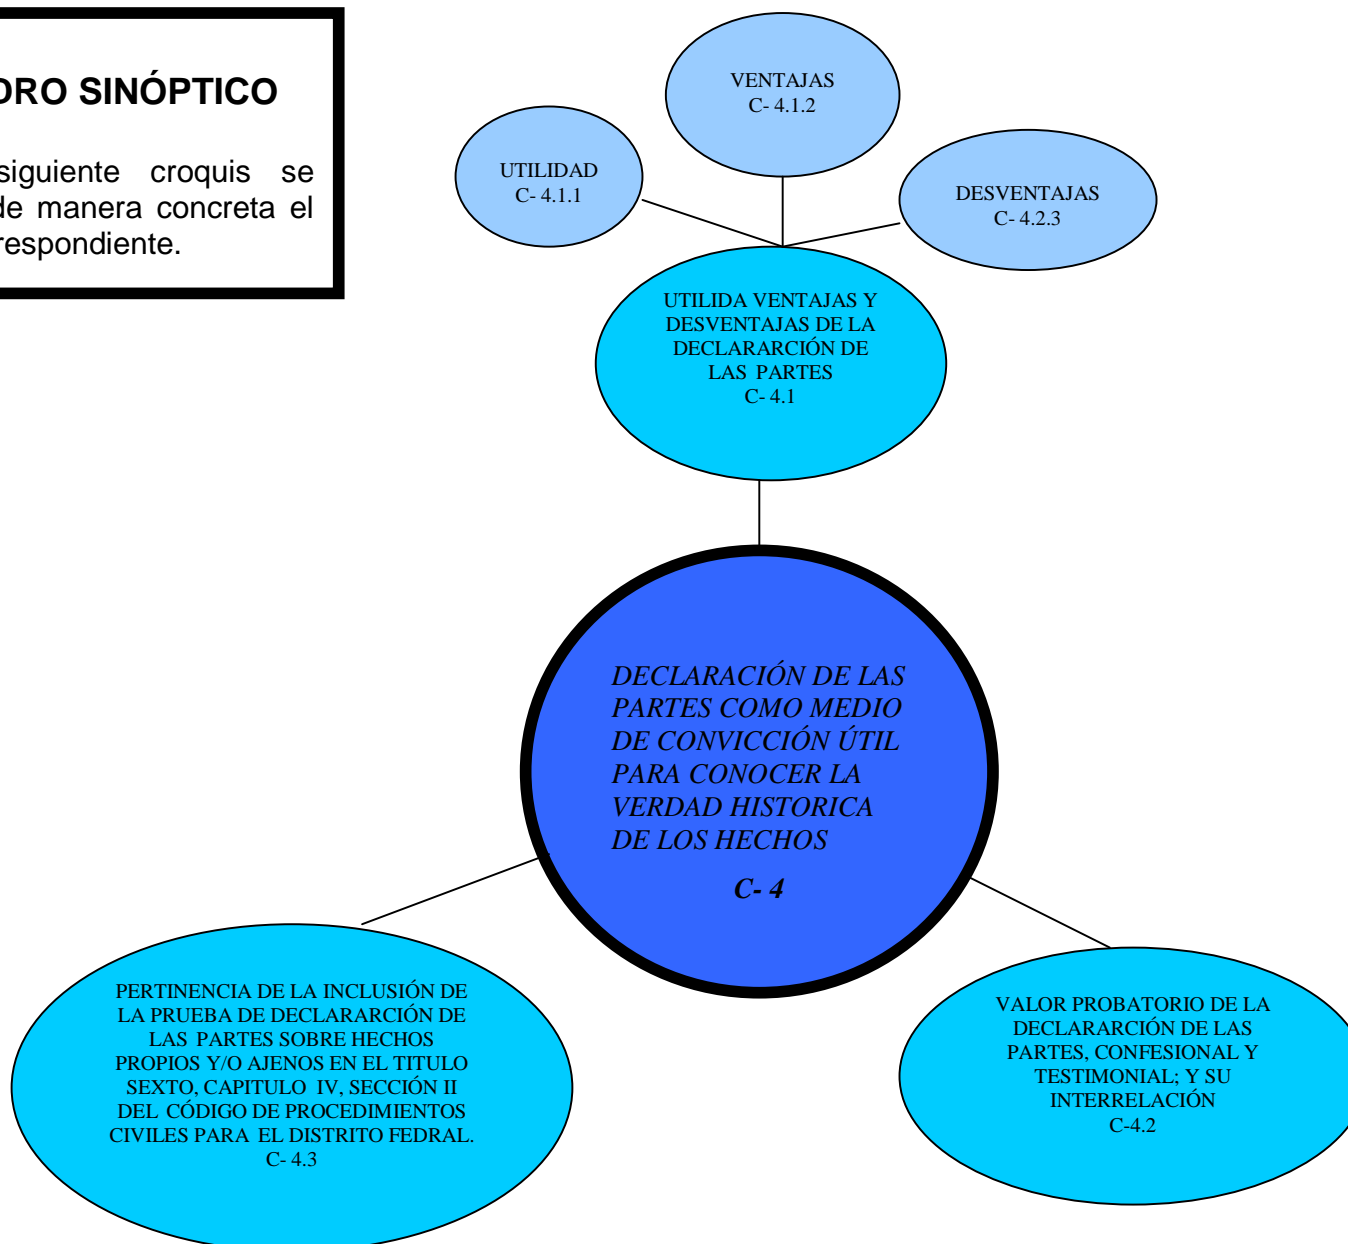 DRO SINÓPTICO
siguiente croquis se
de manera concreta el
respondiente.
VENTAJAS
C- 4.1.2
UTILIDAD
C- 4.1.1
DESVENTAJAS
C- 4.2.3
UTILIDA VENTAJAS Y
DESVENTAJAS DE LA
DECLARARCIÓN DE
LAS PARTES
C- 4.1
DECLARACIÓN DE LAS
PARTES COMO MEDIO
DE CONVICCIÓN ÚTIL
PARA CONOCER LA
VERDAD HISTORICA
DE LOS HECHOS
C- 4
PERTINENCIA DE LA INCLUSIÓN DE
LA PRUEBA DE DECLARARCIÓN DE
LAS PARTES SOBRE HECHOS
PROPIOS Y/O AJENOS EN EL TITULO
SEXTO, CAPITULO IV, SECCIÓN II
DEL CÓDIGO DE PROCEDIMIENTOS
CIVILES PARA EL DISTRITO FEDRAL.
C- 4.3
VALOR PROBATORIO DE LA
DECLARARCIÓN DE LAS
PARTES, CONFESIONAL Y
TESTIMONIAL; Y SU
INTERRELACIÓN
C-4.2